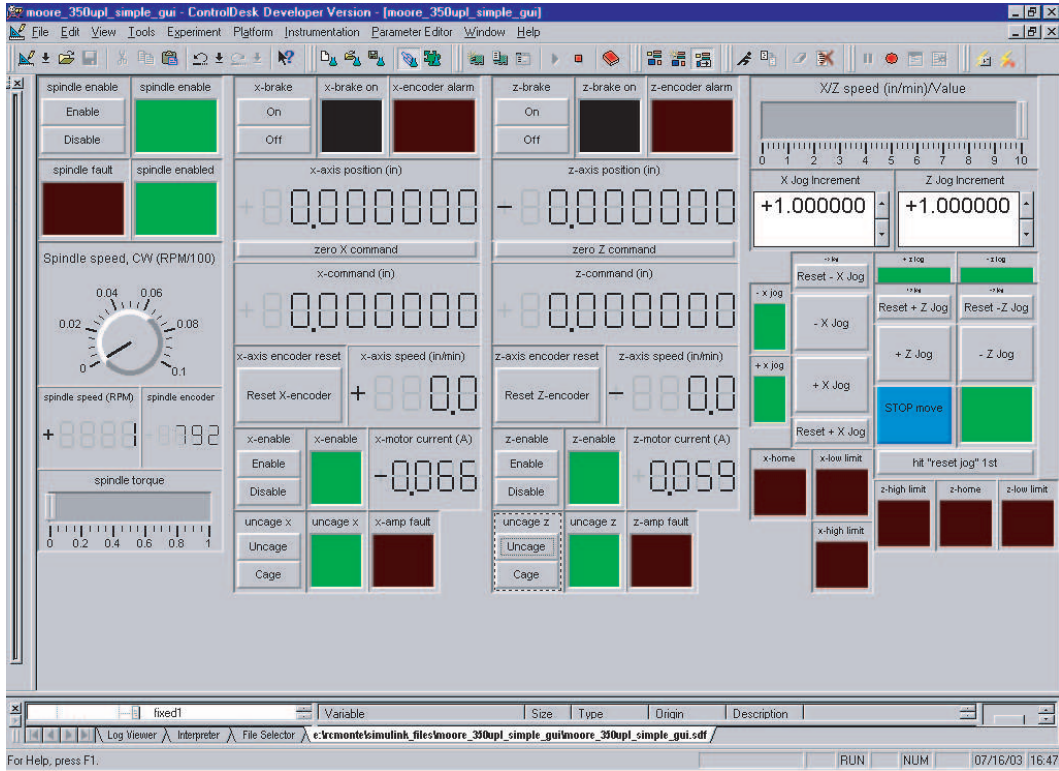 moore_350upl_simple_gui - ControlDesk Developer Version - [moore_350upl_simple_gui]
File Edit View Tools Experiment Platform Instrumentation Parameter Editor Window Help
spindle enable spindle enable
Enable
Disable
spindle fault spindle enabled
Spindle speed, CW (RPM/100)
0.04 0.06
0.02 0.08
0 0.1
spindle speed (RPM) spindle encoder
+ 1 792
spindle torque
0 0.2 0.4 0.6 0.8 1
x-brake x-brake on x-encoder alarm
On
Off
x-axis position (in)
0.000000
zero X command
x-command (in)
0.000000
x-axis encoder reset x-axis speed (in/min)
Reset X-encoder + 0.0
x-enable x-enable x-motor current (A)
Enable
Disable
-0.066
uncage x uncage x x-amp fault
Uncage
Cage
z-brake z-brake on z-encoder alarm
On
Off
z-axis position (in)
- 0.000000
zero Z command
z-command (in)
0.000000
z-axis encoder reset z-axis speed (in/min)
Reset Z-encoder - 0.0
z-enable z-enable z-motor current (A)
Enable
Disable
-0.059
uncage z uncage z z-amp fault
Uncage
Cage
X/Z speed (in/min)/Value
0 1 2 3 4 5 6 7 8 9 10
X Jog Increment Z Jog Increment
+1.000000 +1.000000
Reset - X Jog + z jog - z jog
- x jog Reset + Z Jog Reset -Z Jog
- X Jog
+ Z Jog - Z Jog
+ x jog
+ X Jog
STOP move
Reset + X Jog
x-home x-low limit hit "reset jog" 1st
z-high limit z-home z-low limit
x-high limit
fixed1 Variable Size Type Origin Description
Log Viewer Interpreter File Selector e:\rcmonte\simulink_files\moore_350upl_simple_gui\moore_350upl_simple_gui.sdf
For Help, press F1. RUN NUM 07/16/03 16:47